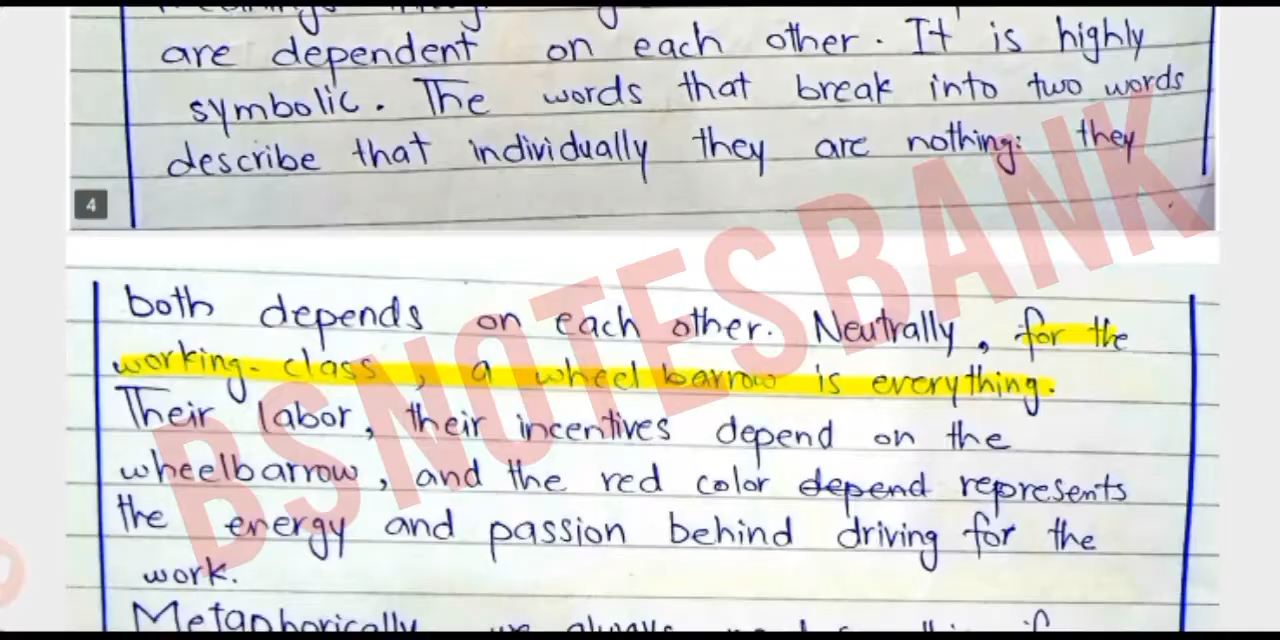 are dependent on each other. It is highly
symbolic. The words that break into two words
describe that individually they are nothing: they
4
both depends on each other. Neutrally, for the
working-class, a wheel barrow is everything.
Their labor, their incentives depend on the
wheelbarrow, and the red color depend represents
the energy and passion behind driving for the
work.
Metaphorically
BSNOTESBANK